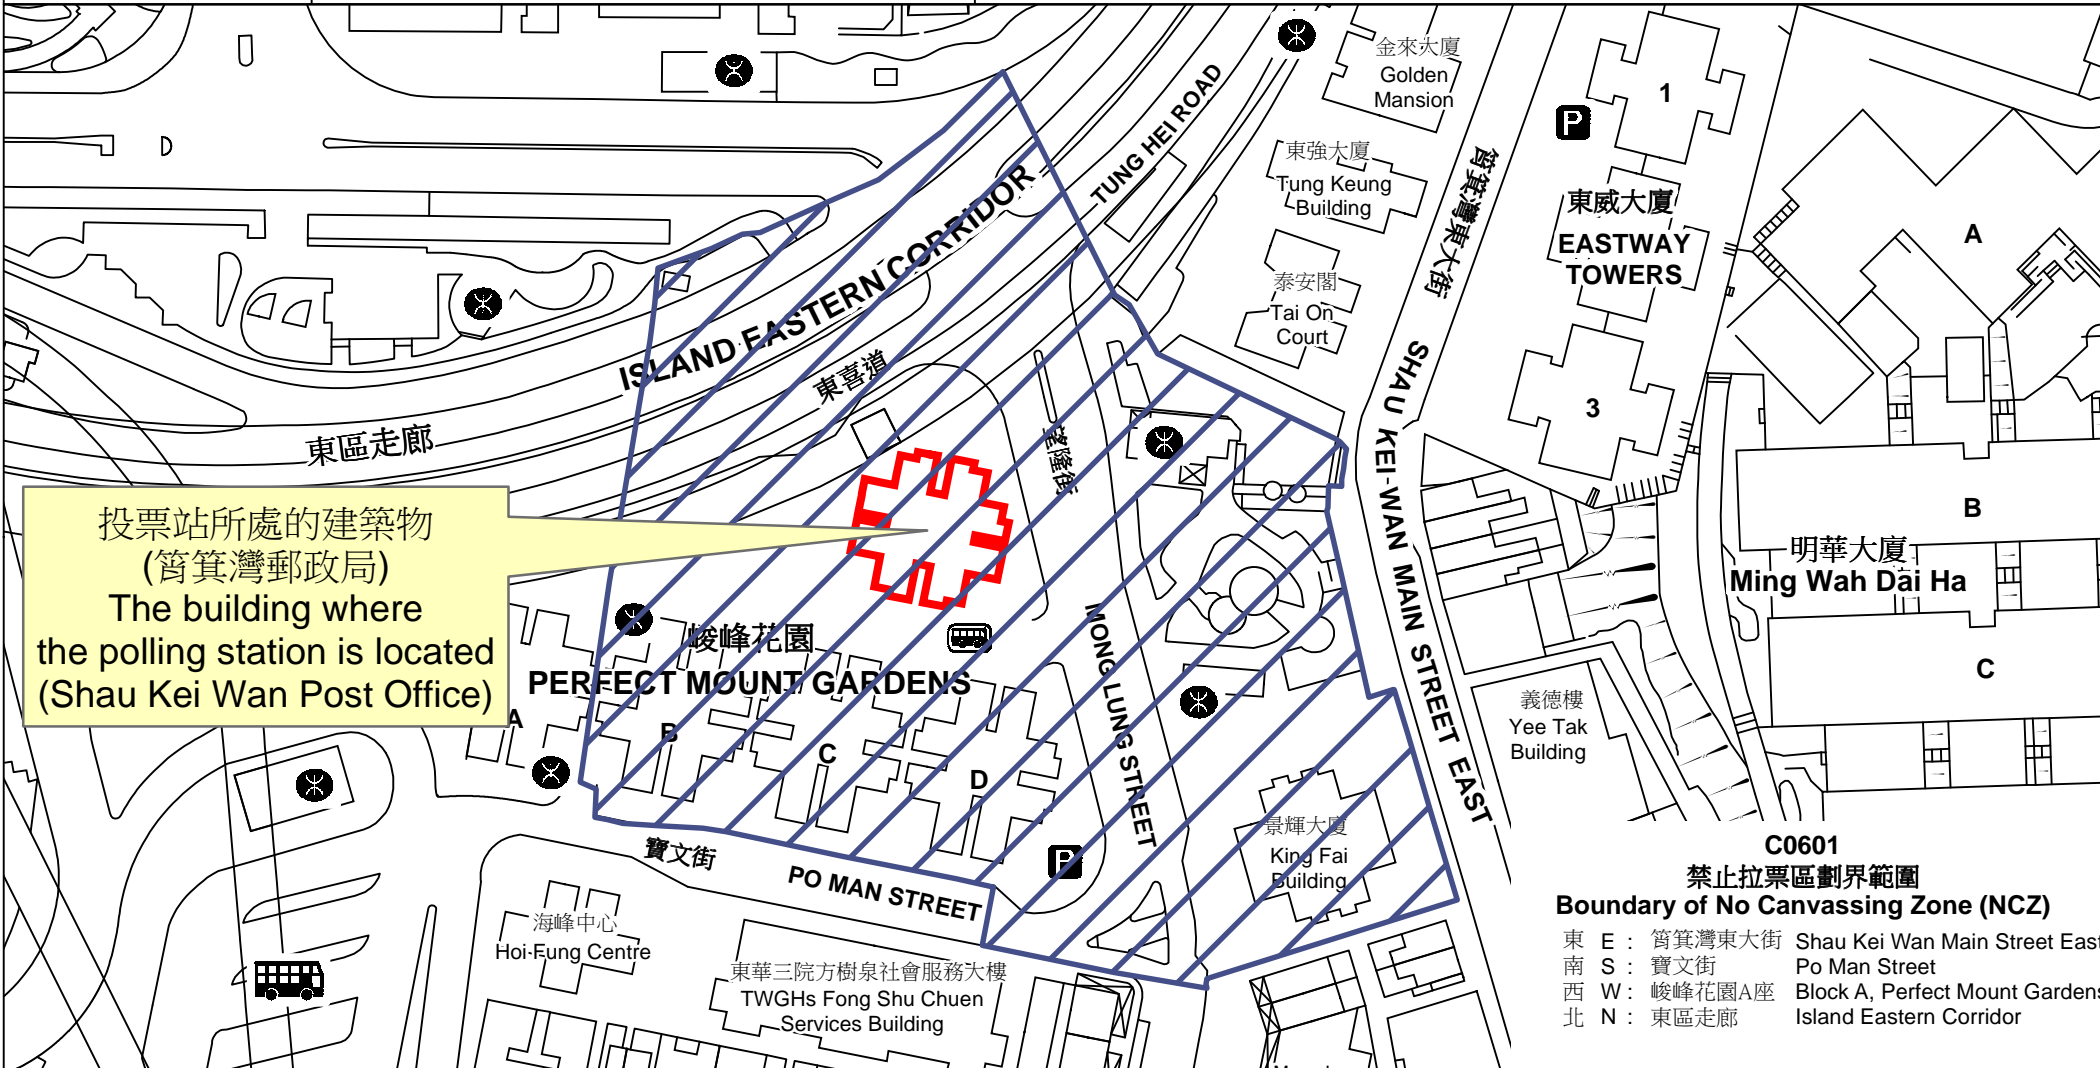 金來大廈
Golden
Mansion
1
P
TUNG HEI ROAD
東強大廈
Tung Keung
Building
筲箕灣東大街
東威大廈
EASTWAY
TOWERS
A
ISLAND EASTERN CORRIDOR
泰安閣
Tai On
Court
東喜道
東區走廊
望隆街
SHAU KEI WAN MAIN STREET EAST
3
B
明華大廈
Ming Wah Dai Ha
C
投票站所處的建築物
(筲箕灣郵政局)
The building where
the polling station is located
(Shau Kei Wan Post Office)
峻峰花園
PERFECT MOUNT GARDENS
A
B
C
D
MONG LUNG STREET
義德樓
Yee Tak
Building
景輝大廈
King Fai
Building
P
寶文街
PO MAN STREET
海峰中心
Hoi Fung Centre
東華三院方樹泉社會服務大樓
TWGHs Fong Shu Chuen
Services Building
C0601
禁止拉票區劃界範圍
Boundary of No Canvassing Zone (NCZ)
東 E : 筲箕灣東大街 Shau Kei Wan Main Street East
南 S : 寶文街 Po Man Street
西 W : 峻峰花園A座 Block A, Perfect Mount Gardens
北 N : 東區走廊 Island Eastern Corridor